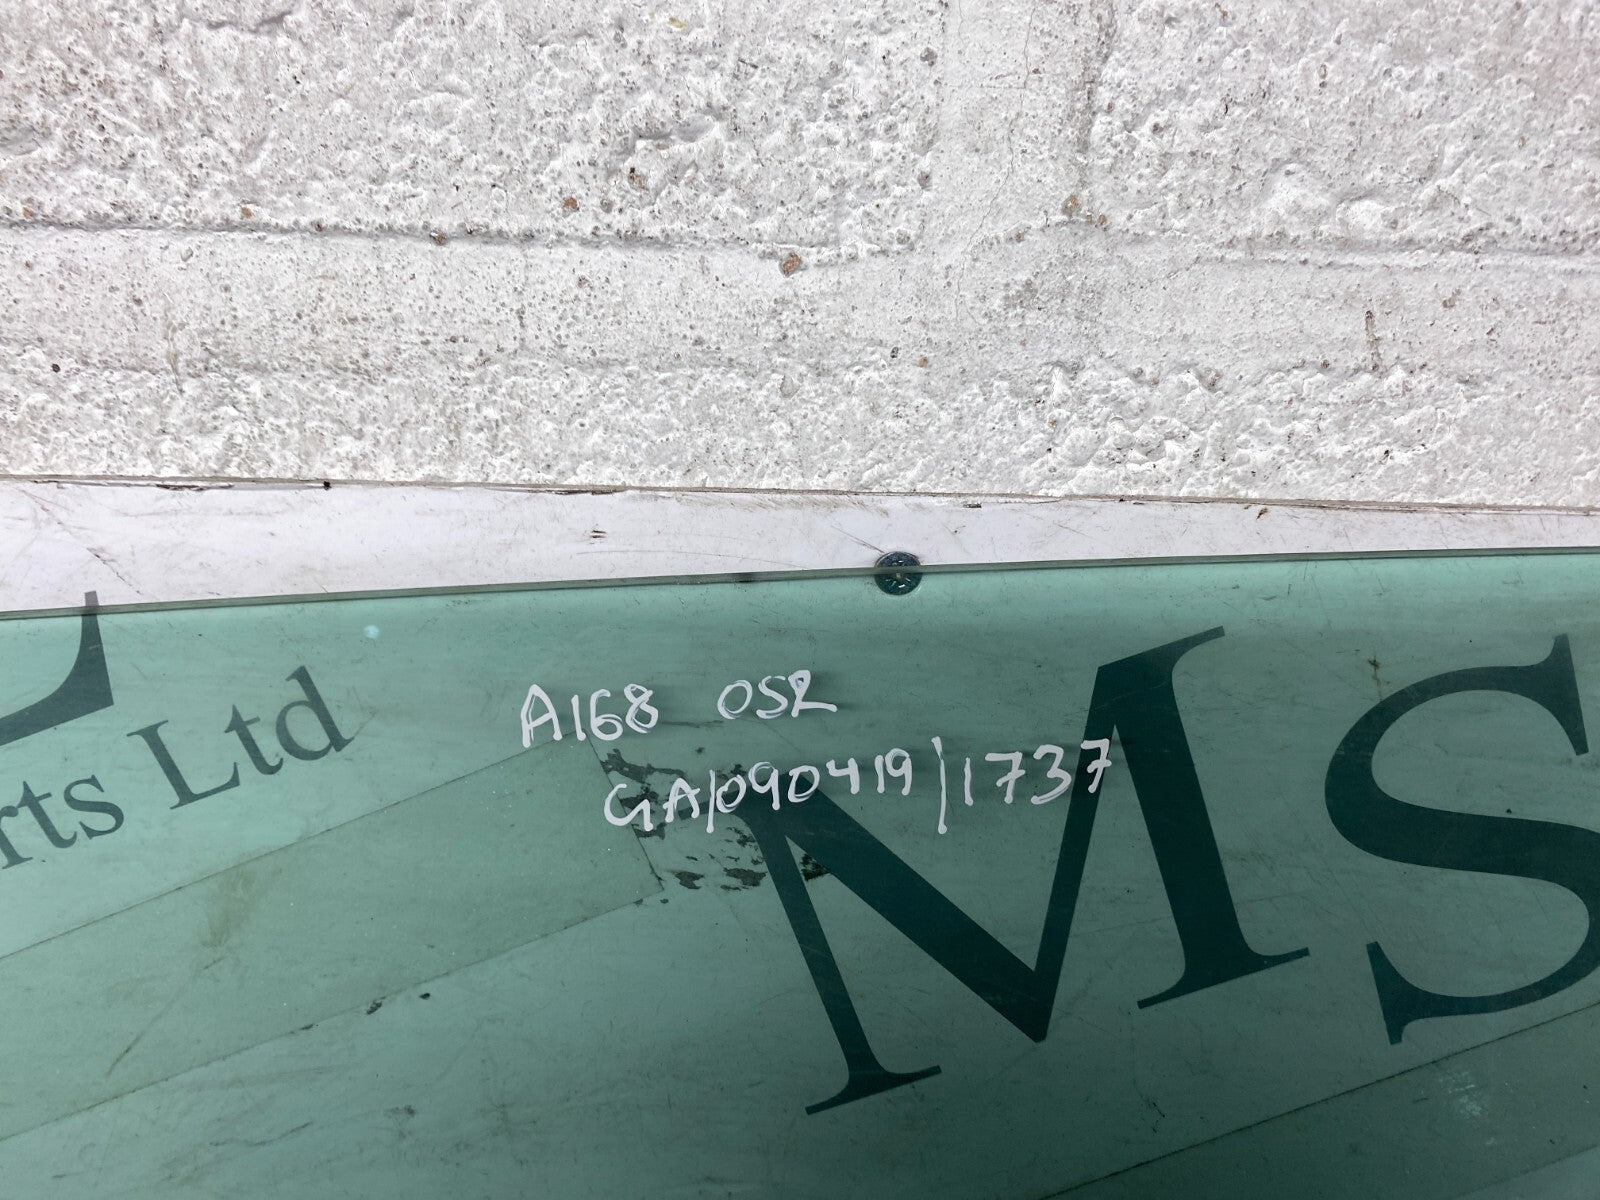 A168 OSR
GA/090419/1737
rts Ltd
MS